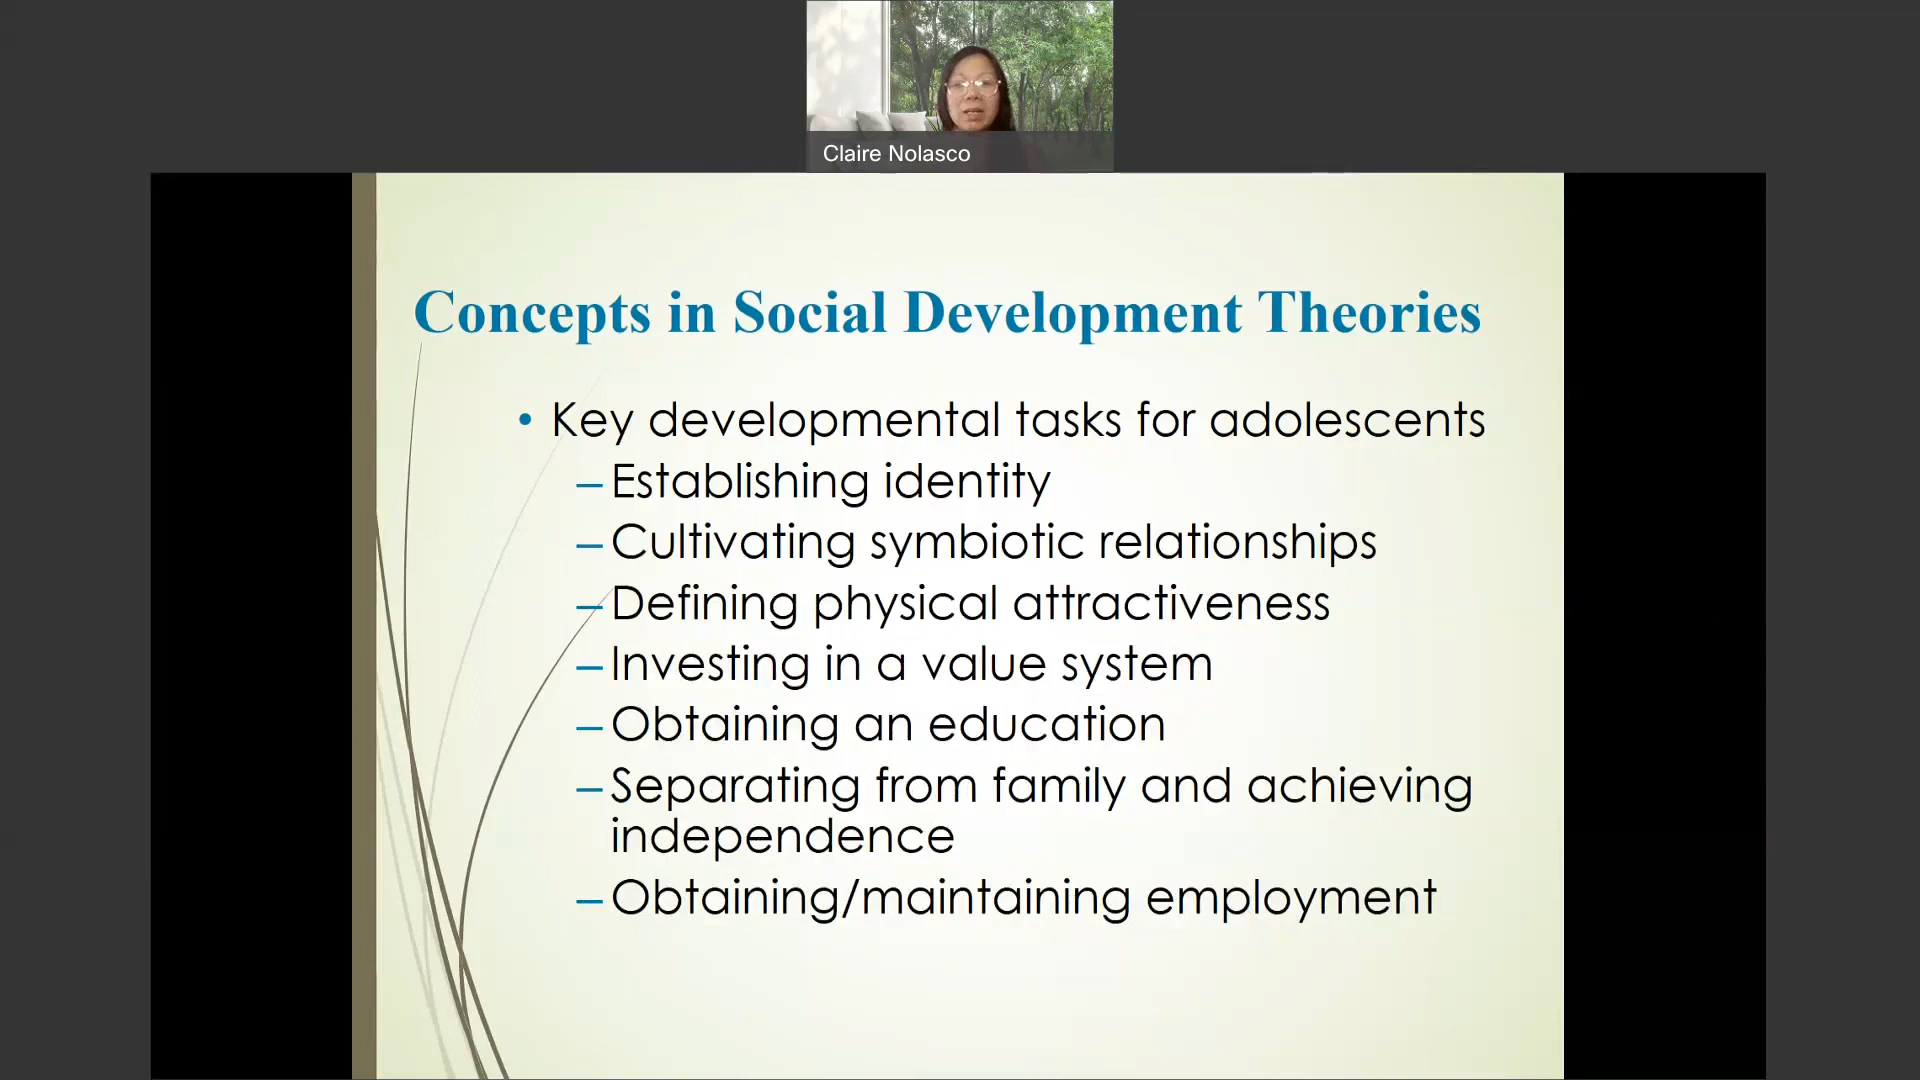 Claire Nolasco
Concepts in Social Development Theories
• Key developmental tasks for adolescents
– Establishing identity
– Cultivating symbiotic relationships
– Defining physical attractiveness
– Investing in a value system
– Obtaining an education
– Separating from family and achieving
independence
– Obtaining/maintaining employment